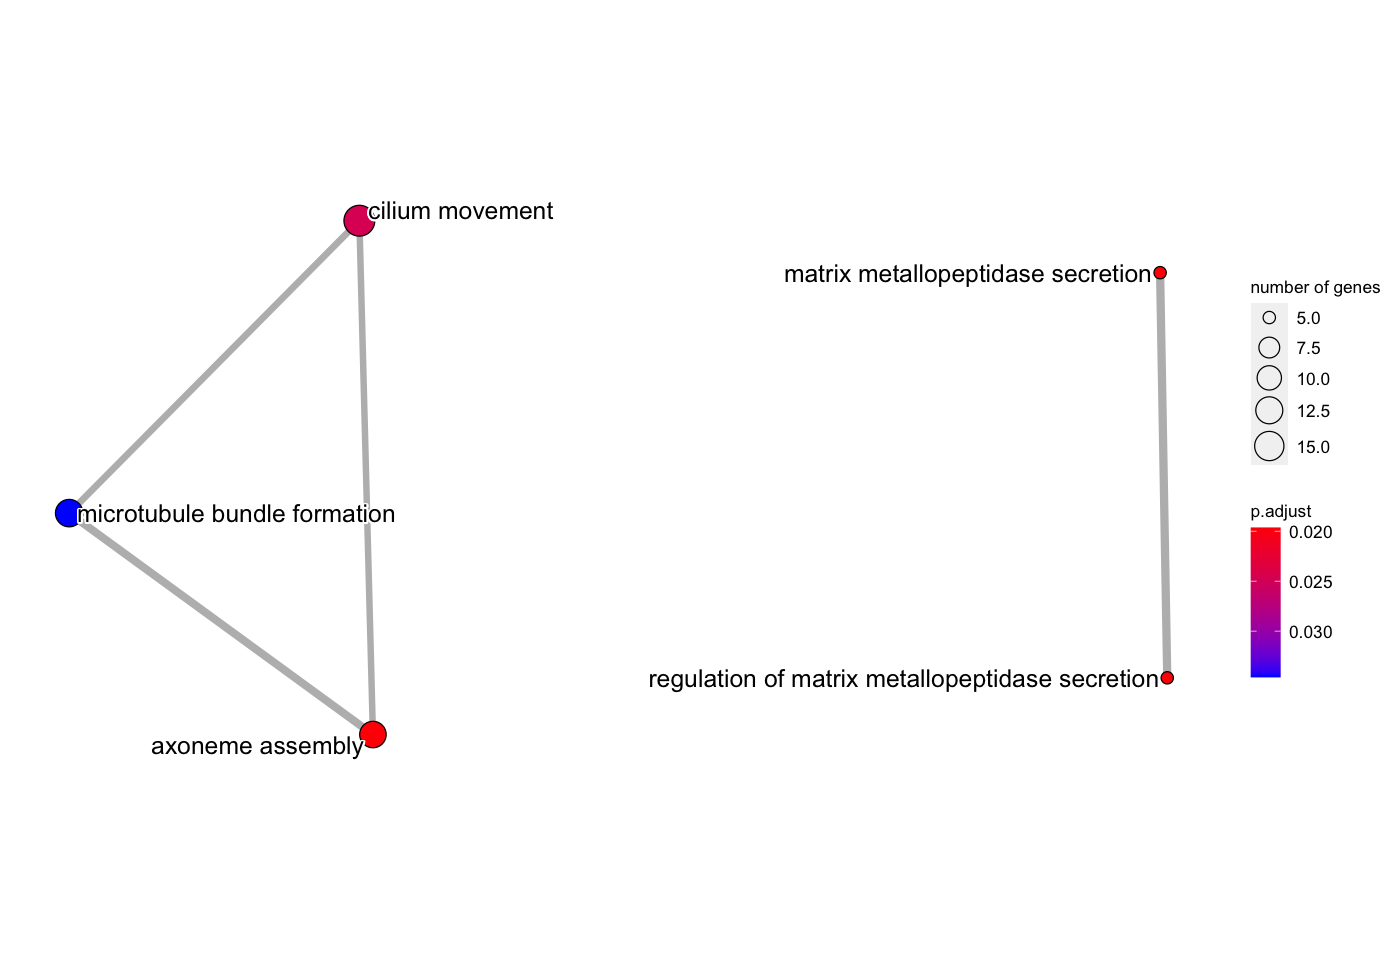 cilium movement
matrix metallopeptidase secretion
number of genes
5.0
7.5
10.0
12.5
15.0
microtubule bundle formation
p.adjust
0.020
0.025
0.030
regulation of matrix metallopeptidase secretion
axoneme assembly